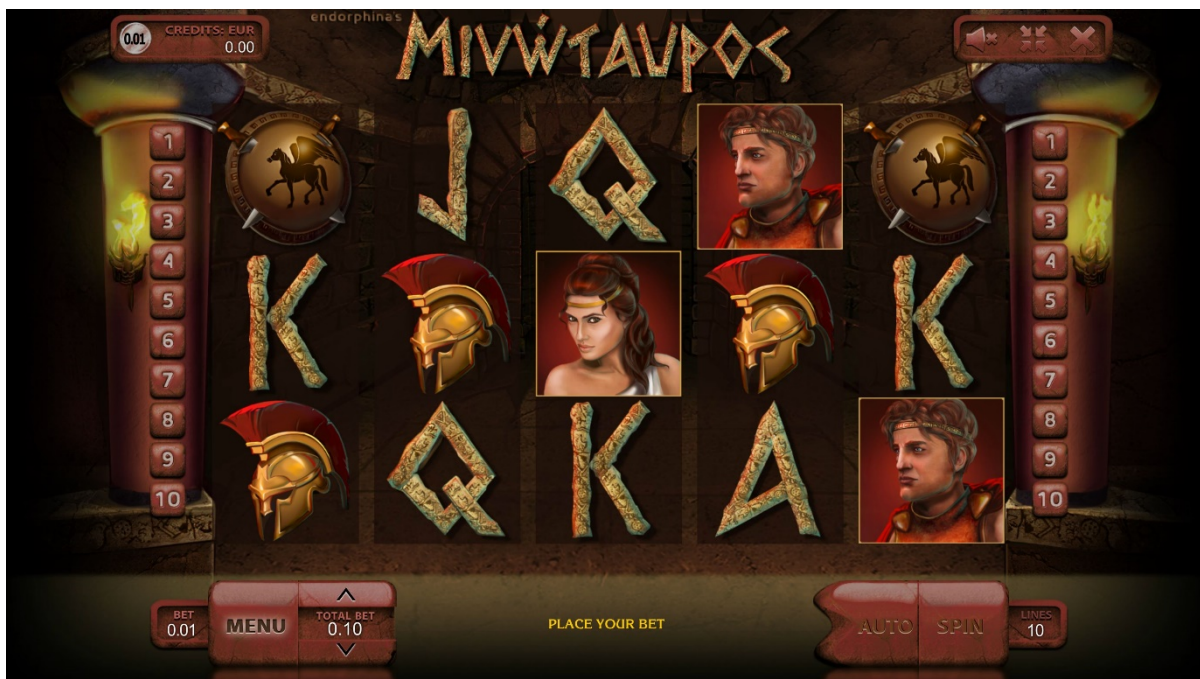 endorphina's
ΜΙνώταυρος
0.01
CREDITS: EUR
0.00
1
2
3
4
5
6
7
8
9
10
J Q
K K
Q K A
1
2
3
4
5
6
7
8
9
10
BET
0.01
MENU
TOTAL BET
0.10
PLACE YOUR BET
AUTO
SPIN
LINES
10